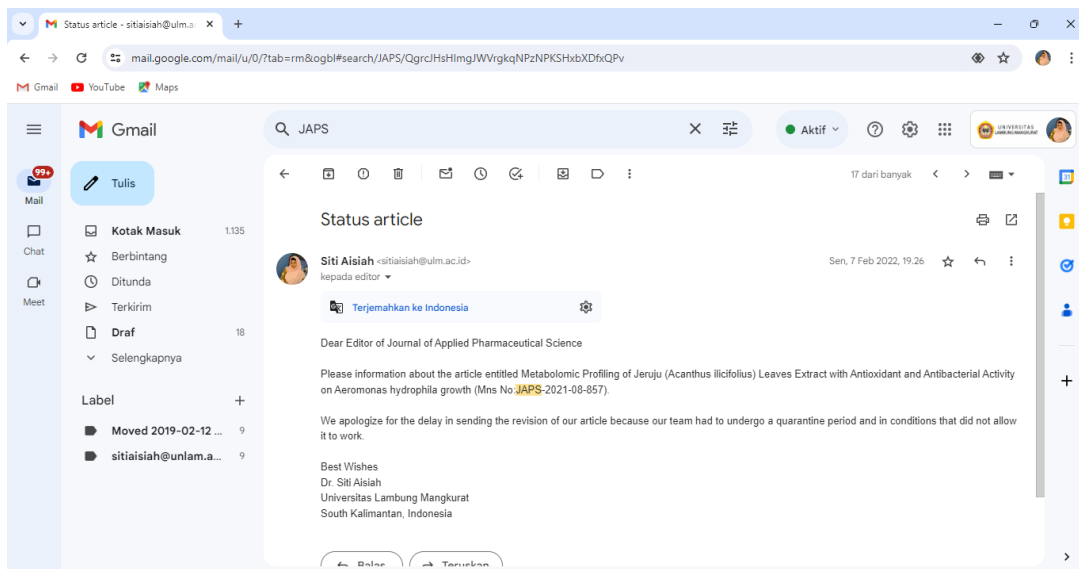 Status article - sitiaisiah@ulm.a
mail.google.com/mail/u/0/?tab=rm&ogbl#search/JAPS/QgrcJHsHlmgJWVrgkqNPzNPKSHxbXDfxQPv
Gmail YouTube Maps
Gmail
JAPS
Aktif
UNIVERSITAS
LAMBUNG MANGKURAT
99+
Mail
Chat
Meet
Tulis
Kotak Masuk 1.135
Berbintang
Ditunda
Terkirim
Draf 18
Selengkapnya
Label
Moved 2019-02-12 ... 9
sitiaisiah@unlam.a... 9
17 dari banyak
31
Status article
Siti Aisiah <sitiaisiah@ulm.ac.id> Sen, 7 Feb 2022, 19.26
kepada editor
Terjemahkan ke Indonesia
Dear Editor of Journal of Applied Pharmaceutical Science
Please information about the article entitled Metabolomic Profiling of Jeruju (Acanthus ilicifolius) Leaves Extract with Antioxidant and Antibacterial Activity
on Aeromonas hydrophila growth (Mns No:JAPS-2021-08-857).
We apologize for the delay in sending the revision of our article because our team had to undergo a quarantine period and in conditions that did not allow
it to work.
Best Wishes
Dr. Siti Aisiah
Universitas Lambung Mangkurat
South Kalimantan, Indonesia
Balas Teruskan